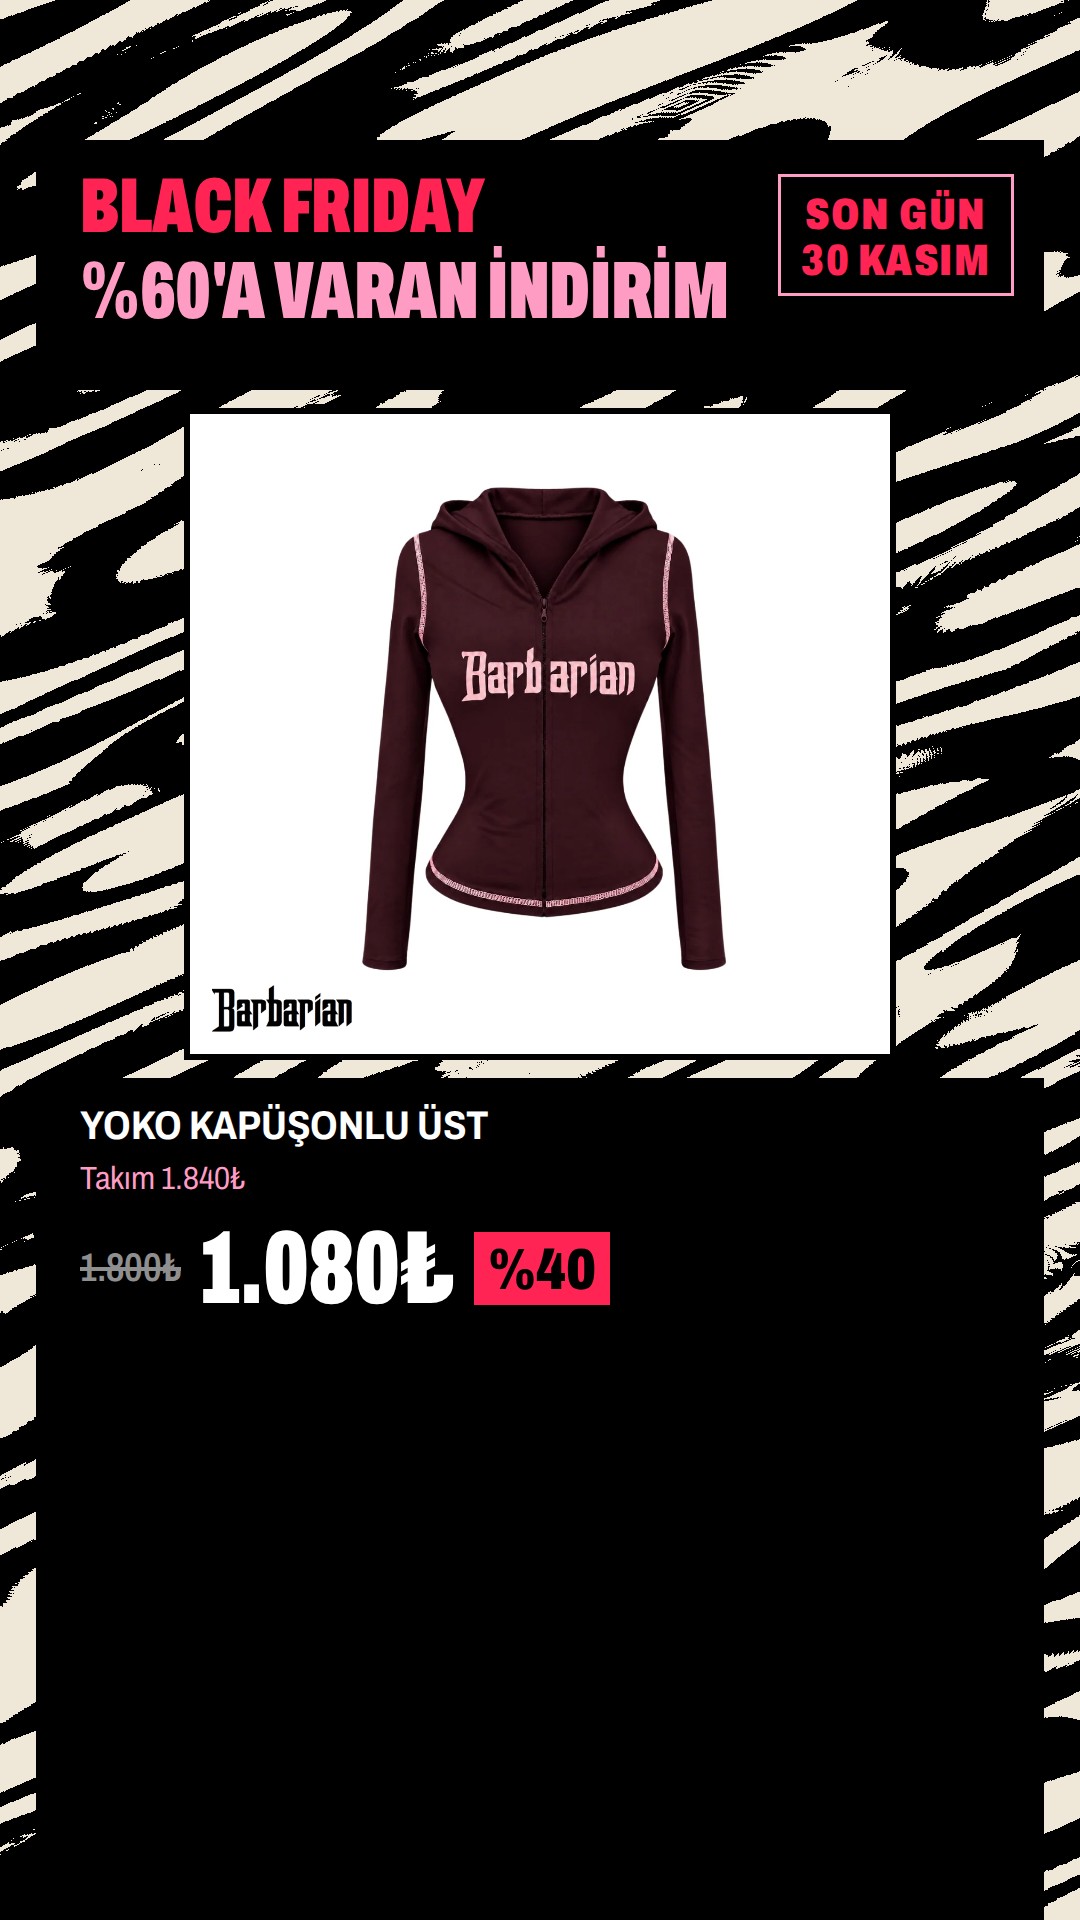 BLACK FRIDAY
%60'A VARAN İNDİRİM
SON GÜN
30 KASIM
Barbarian
Barbarian
YOKO KAPÜŞONLU ÜST
Takım 1.840₺
1.800₺ 1.080₺ %40